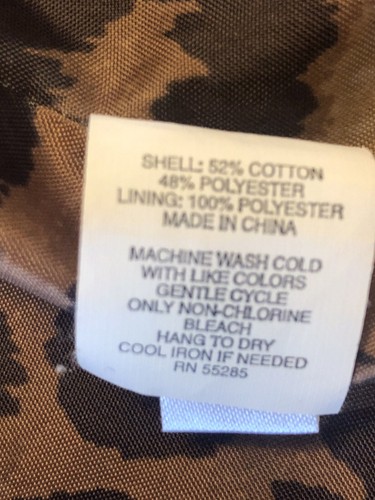 SHELL: 52% COTTON
48% POLYESTER
LINING: 100% POLYESTER
MADE IN CHINA
MACHINE WASH COLD
WITH LIKE COLORS
GENTLE CYCLE
ONLY NON-CHLORINE
BLEACH
HANG TO DRY
COOL IRON IF NEEDED
RN 55285